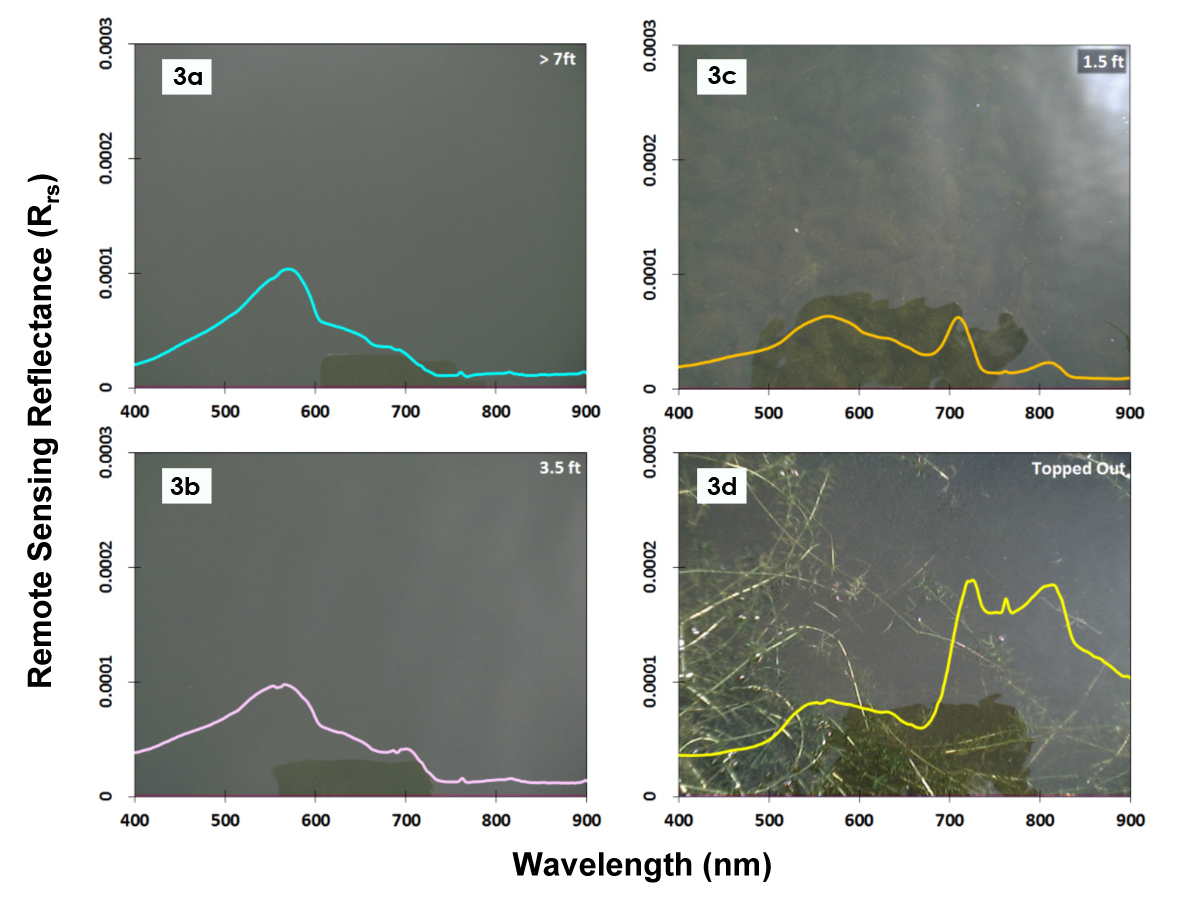 Remote Sensing Reflectance (Rrs)
3a
> 7ft
0.0003
0.0002
0.0001
0
400 500 600 700 800 900
3c
1.5 ft
0.0003
0.0002
0.0001
0
400 500 600 700 800 900
3b
3.5 ft
0.0003
0.0002
0.0001
0
400 500 600 700 800 900
3d
Topped Out
0.0003
0.0002
0.0001
0
400 500 600 700 800 900
Wavelength (nm)